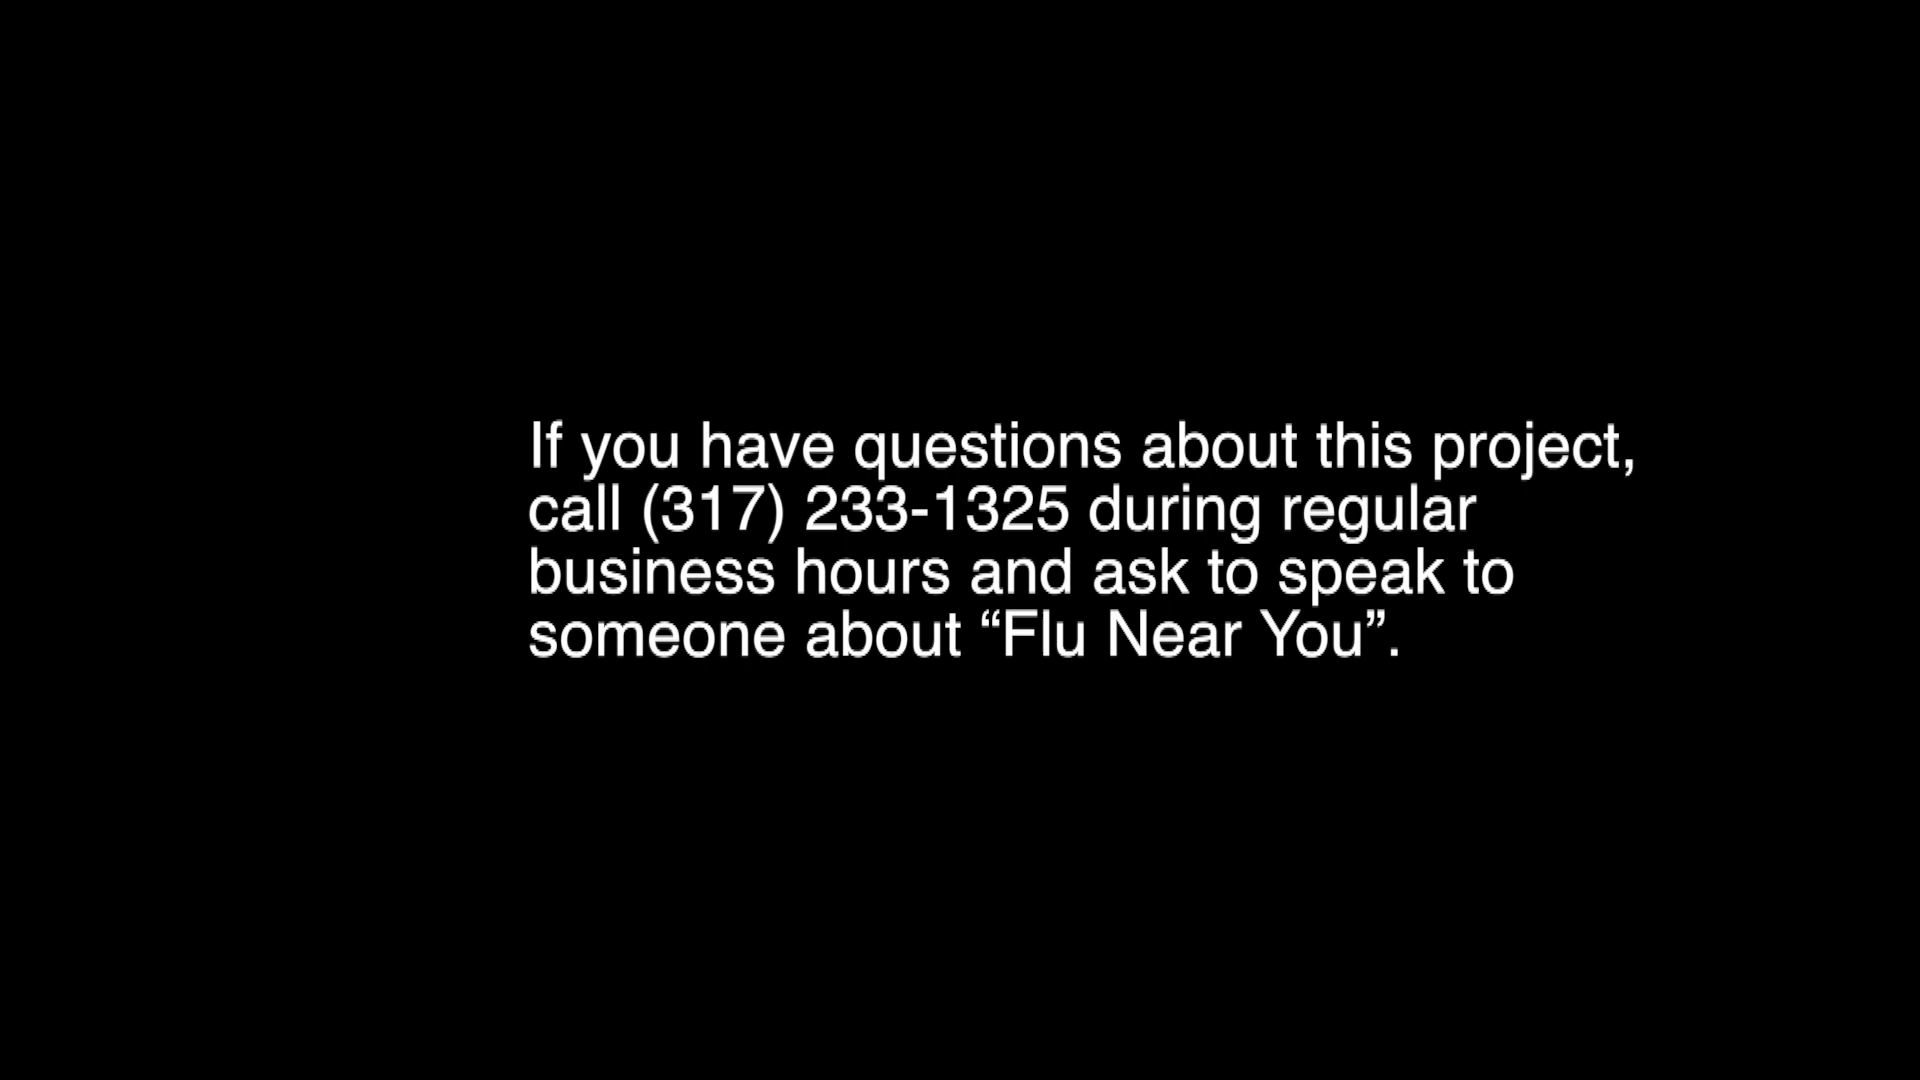 If you have questions about this project,
call (317) 233-1325 during regular
business hours and ask to speak to
someone about “Flu Near You”.